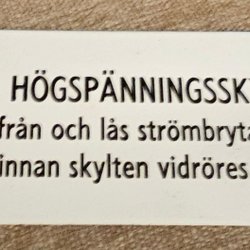 HÖGSPÄNNINGSSK
från och lås strömbryta
innan skylten vidröres